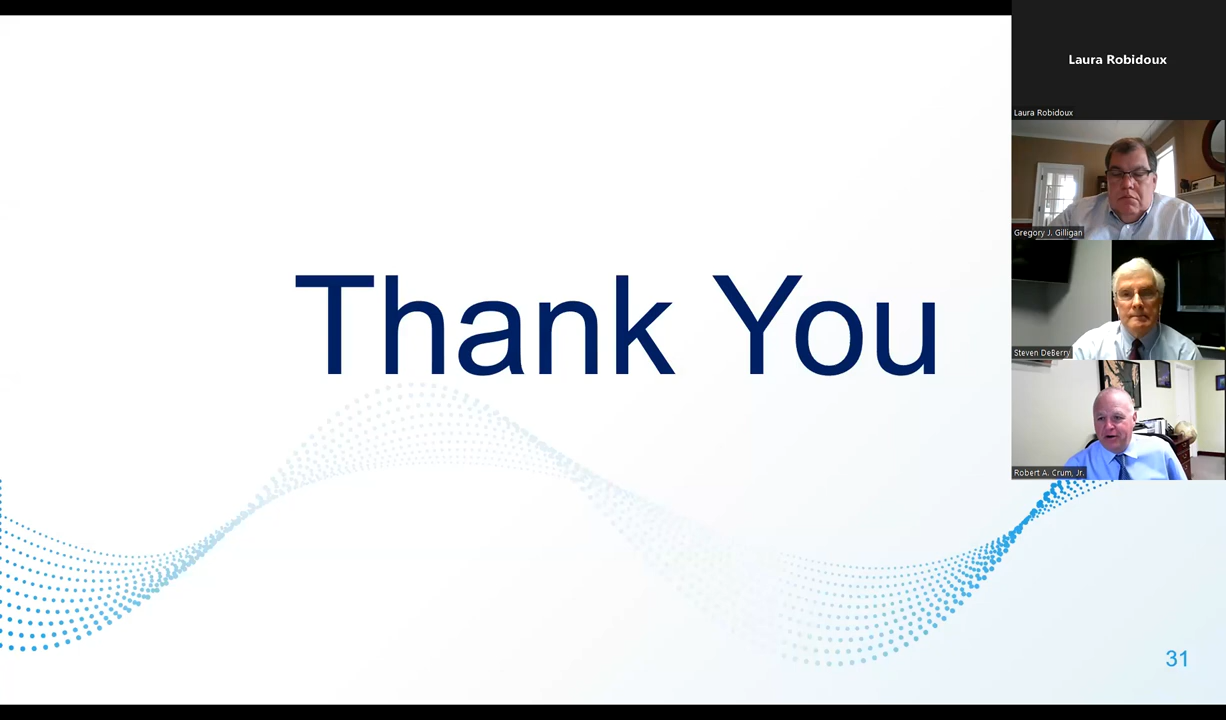 Laura Robidoux
Laura Robidoux
Gregory J. Gilligan
Steven DeBerry
Robert A. Crum, Jr.
Thank You
31